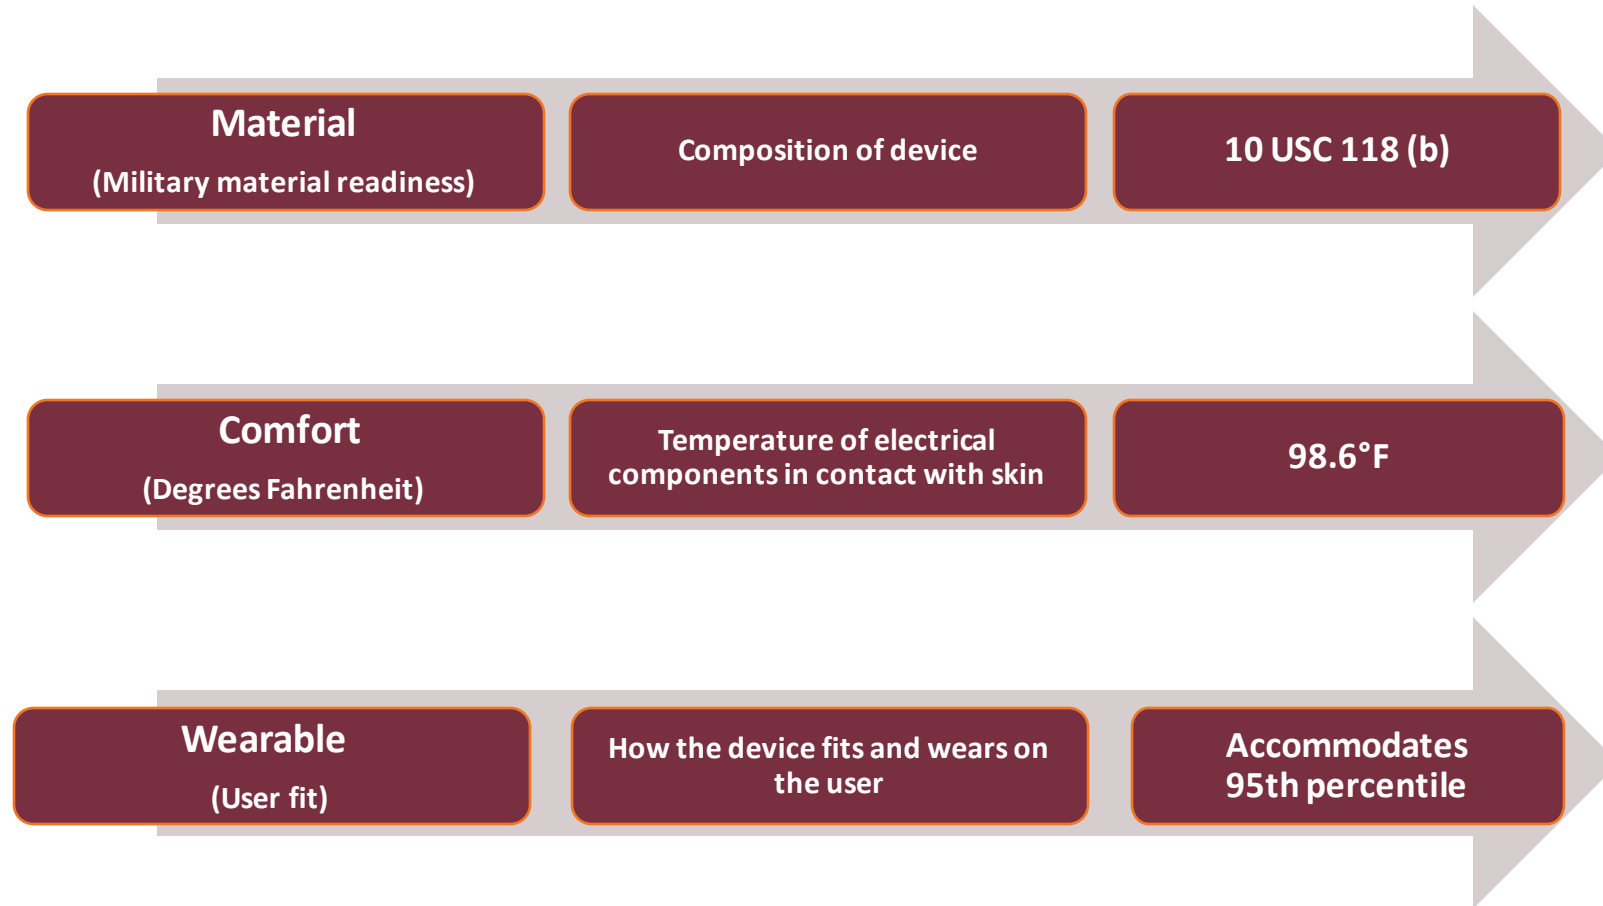 Material
(Military material readiness)
Composition of device
10 USC 118 (b)
Comfort
(Degrees Fahrenheit)
Temperature of electrical
components in contact with skin
98.6°F
Wearable
(User fit)
How the device fits and wears on
the user
Accommodates
95th percentile